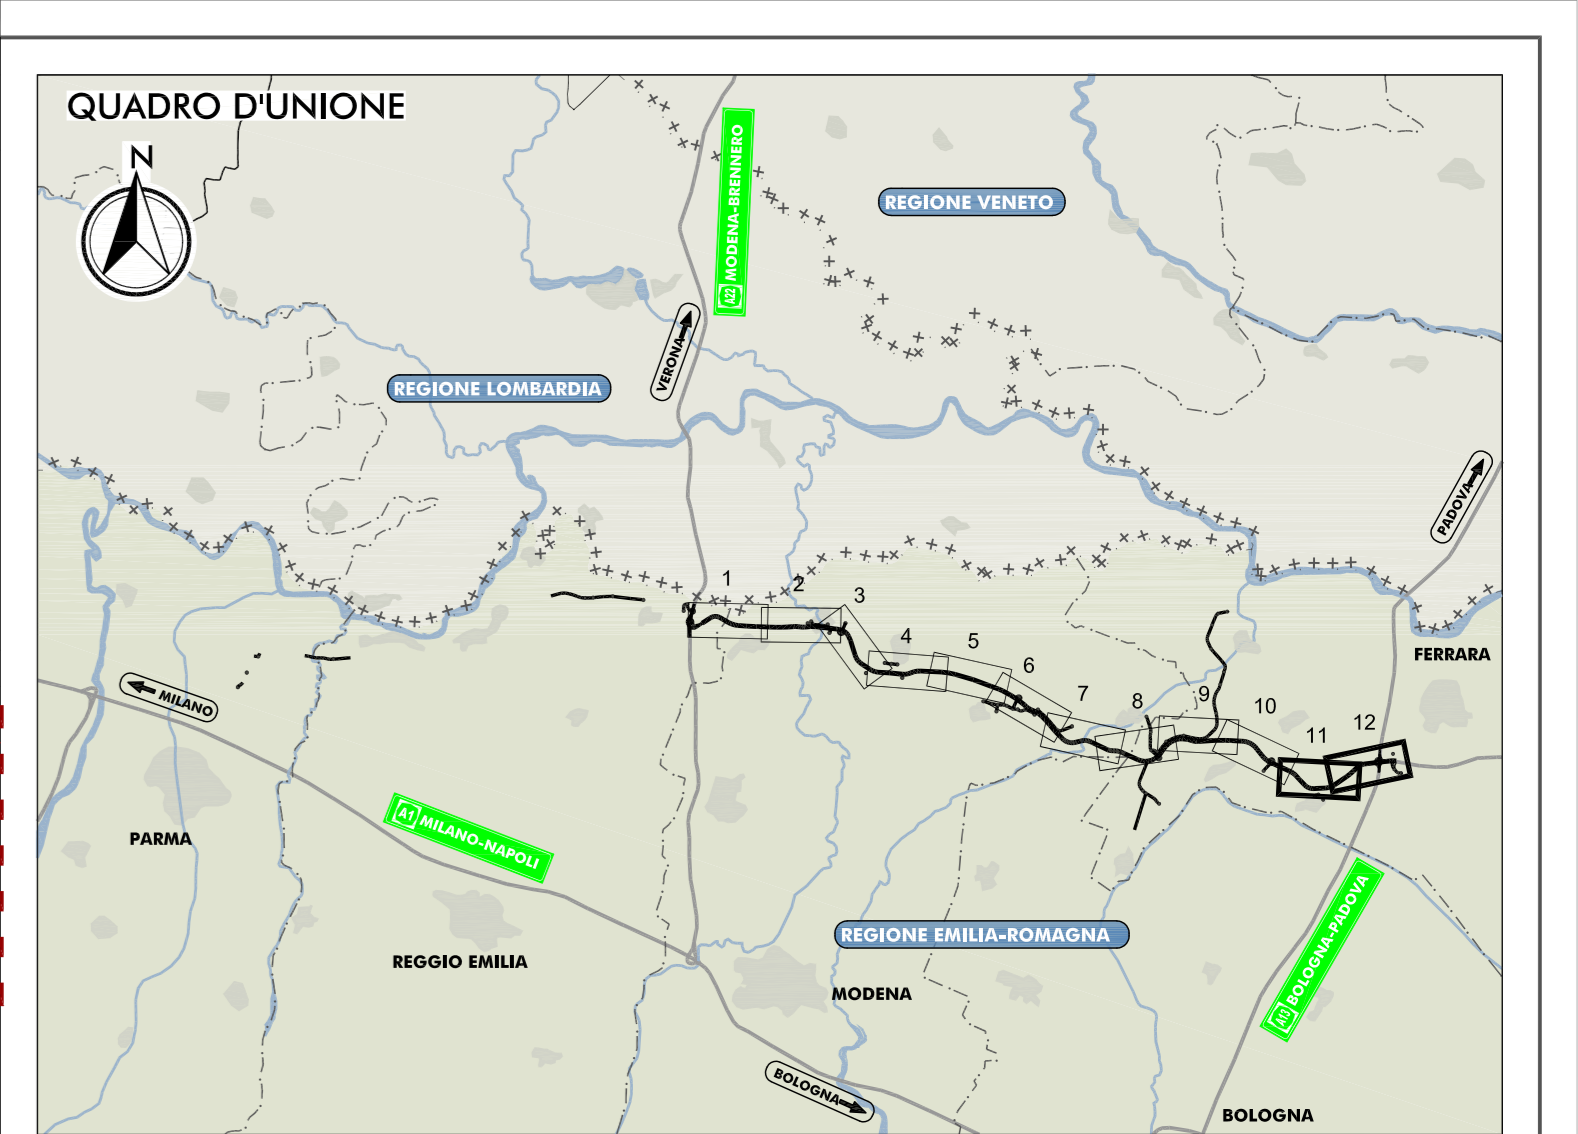 QUADRO D'UNIONE
N
A22 MODENA-BRENNERO
REGIONE VENETO
VERONA
REGIONE LOMBARDIA
PADOVA
1
2
3
4
5
6
7
8
9
10
11
12
FERRARA
MILANO
PARMA
A1 MILANO-NAPOLI
REGIONE EMILIA-ROMAGNA
A13 BOLOGNA-PADOVA
REGGIO EMILIA
MODENA
BOLOGNA
BOLOGNA